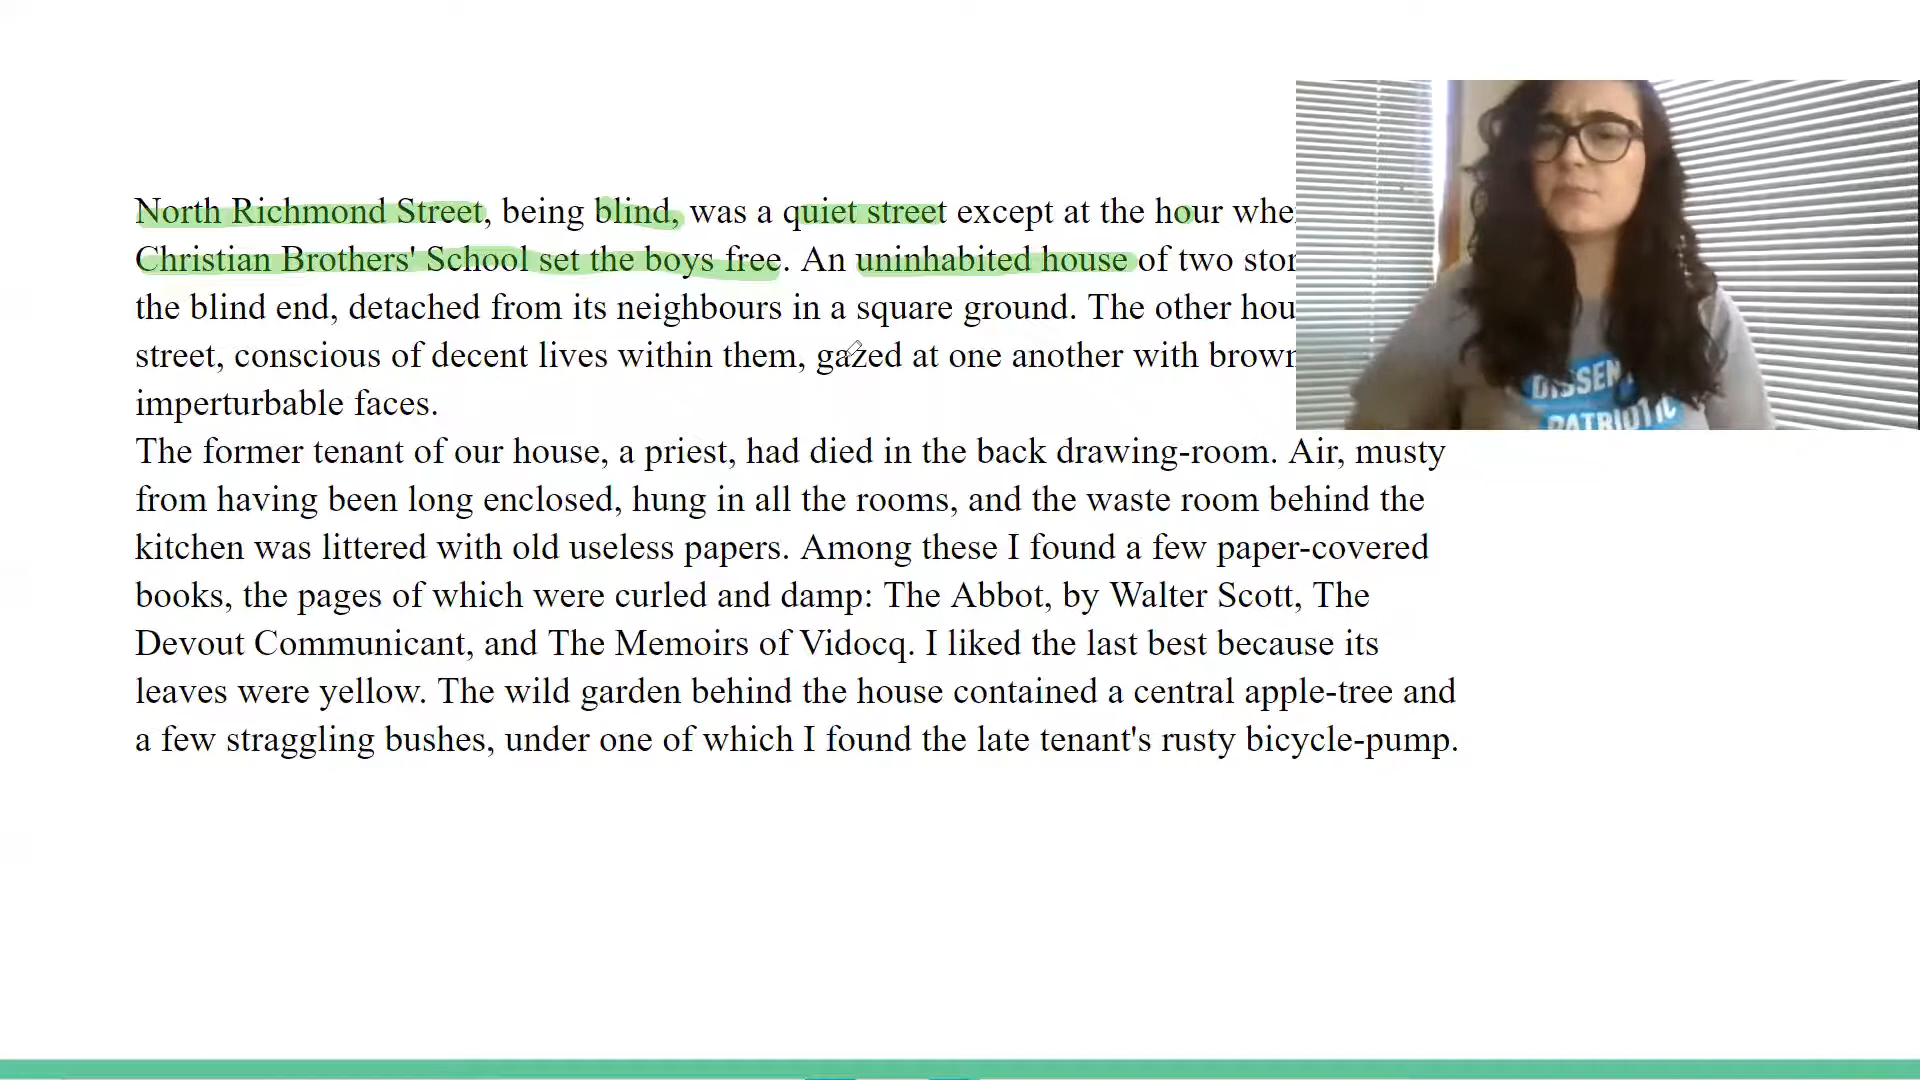 North Richmond Street, being blind, was a quiet street except at the hour
Christian Brothers' School set the boys free. An uninhabited house of two
the blind end, detached from its neighbours in a square ground. The other
street, conscious of decent lives within them, gazed at one another with
imperturbable faces.
The former tenant of our house, a priest, had died in the back drawing-room. Air, musty
from having been long enclosed, hung in all the rooms, and the waste room behind the
kitchen was littered with old useless papers. Among these I found a few paper-covered
books, the pages of which were curled and damp: The Abbot, by Walter Scott, The
Devout Communicant, and The Memoirs of Vidocq. I liked the last best because its
leaves were yellow. The wild garden behind the house contained a central apple-tree and
a few straggling bushes, under one of which I found the late tenant's rusty bicycle-pump.
PATRIOTIC